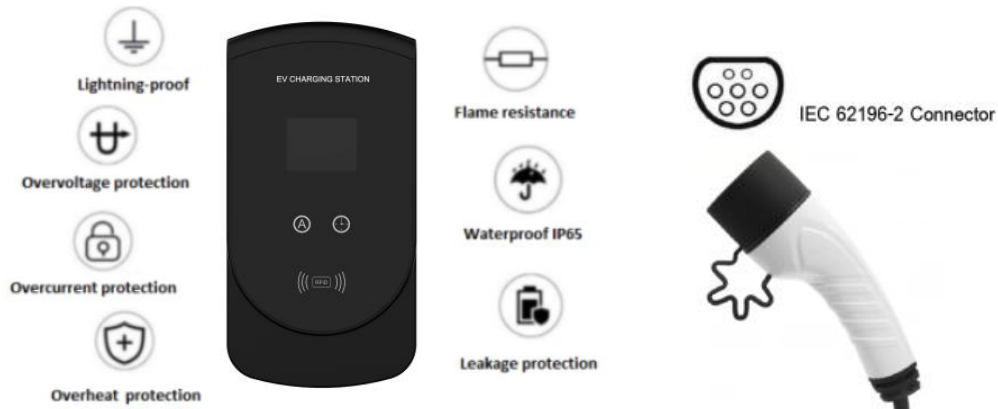 Lightning-proof
Overvoltage protection
Overcurrent protection
Overheat protection
EV CHARGING STATION
A
RFID
Flame resistance
Waterproof IP65
Leakage protection
IEC 62196-2 Connector